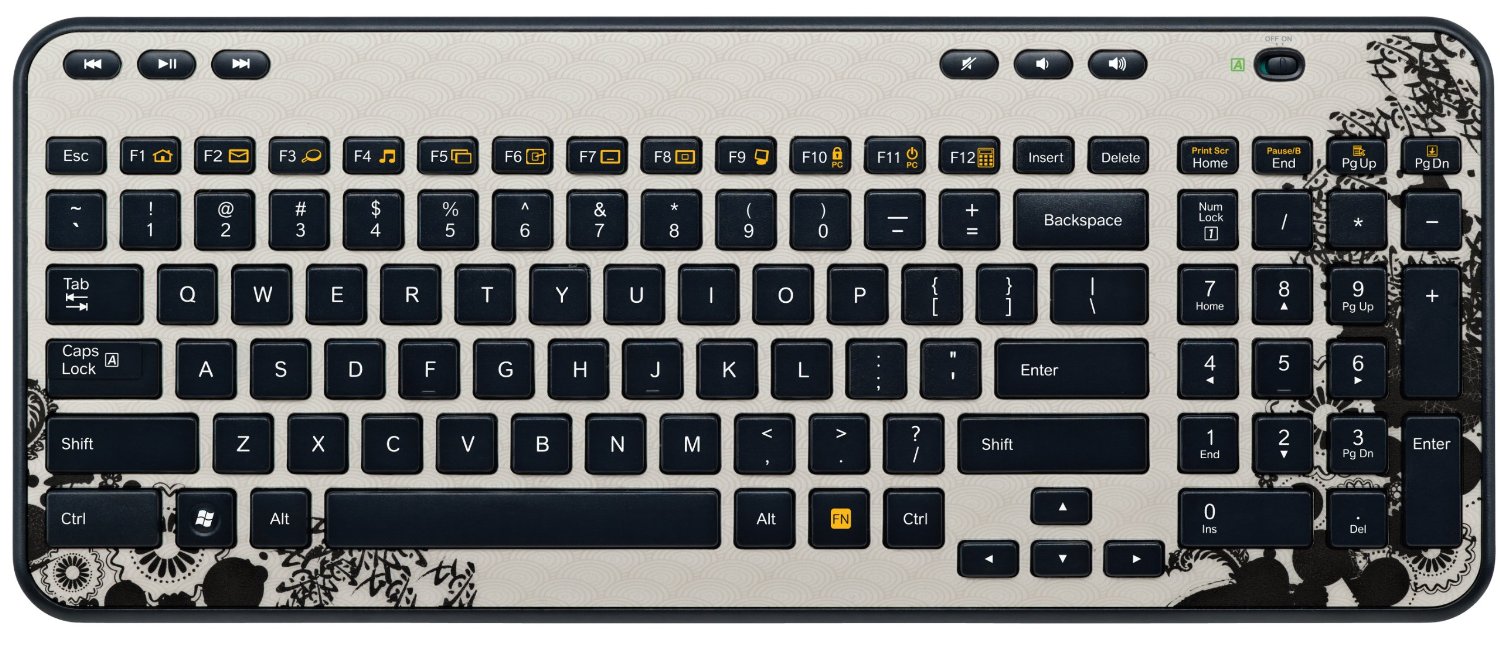 OFF ON
A
Esc F1 F2 F3 F4 F5 F6 F7 F8 F9 F10 PC F11 PC F12 Insert Delete Print Scr Home Pause/B End Pg Up Pg Dn
~ ` ! 1 @ 2 # 3 $ 4 % 5 ^ 6 & 7 * 8 ( 9 ) 0 — – + = Backspace Num Lock 1 / * –
Tab Q W E R T Y U I O P { [ } ] | \ 7 Home 8 9 Pg Up +
Caps Lock A A S D F G H J K L : ; " ' Enter 4 5 6
Shift Z X C V B N M < , > . ? / Shift 1 End 2 3 Pg Dn Enter
Ctrl Alt Alt FN Ctrl 0 Ins . Del